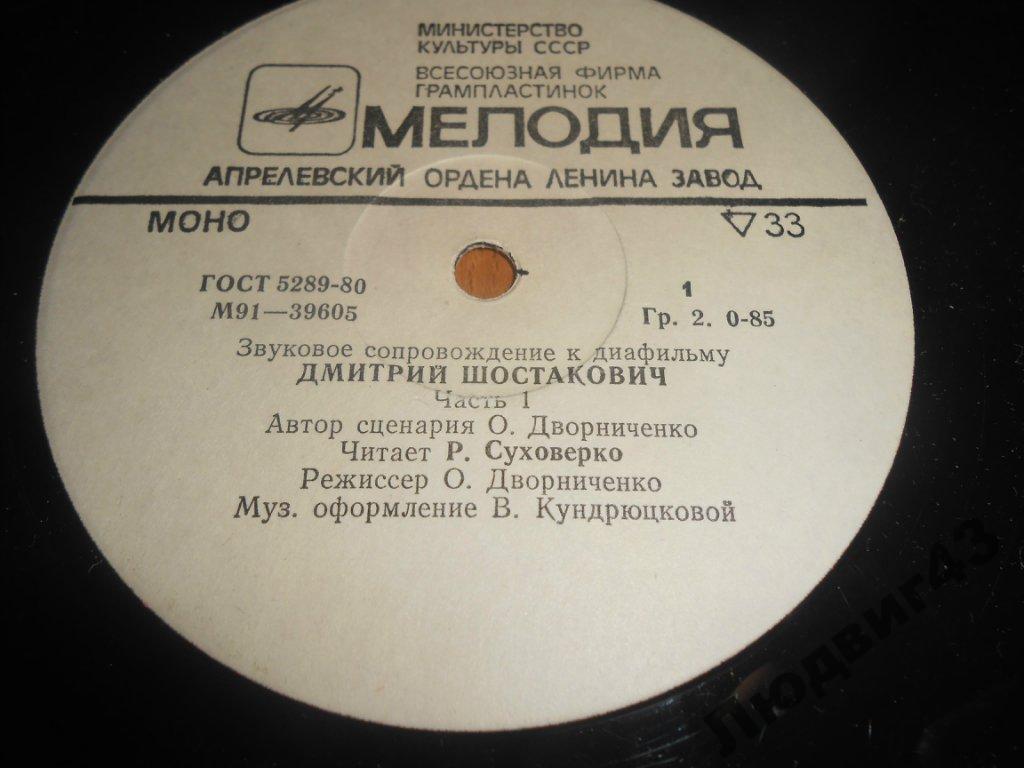 МИНИСТЕРСТВО
КУЛЬТУРЫ СССР
ВСЕСОЮЗНАЯ ФИРМА
ГРАМПЛАСТИНОК
МЕЛОДИЯ
АПРЕЛЕВСКИЙ ОРДЕНА ЛЕНИНА ЗАВОД
МОНО
33
ГОСТ 5289-80
М91—39605
1
Гр. 2. 0-85
Звуковое сопровождение к диафильму
ДМИТРИЙ ШОСТАКОВИЧ
Часть 1
Автор сценария О. Дворниченко
Читает Р. Суховерко
Режиссер О. Дворниченко
Муз. оформление В. Кундрюцковой
Людвиг43